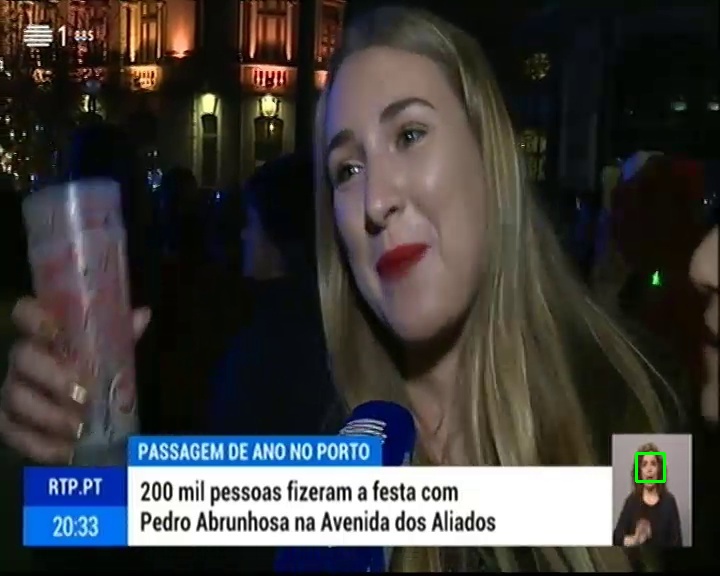 1 885
PASSAGEM DE ANO NO PORTO
RTP.PT
200 mil pessoas fizeram a festa com
20:33
Pedro Abrunhosa na Avenida dos Aliados